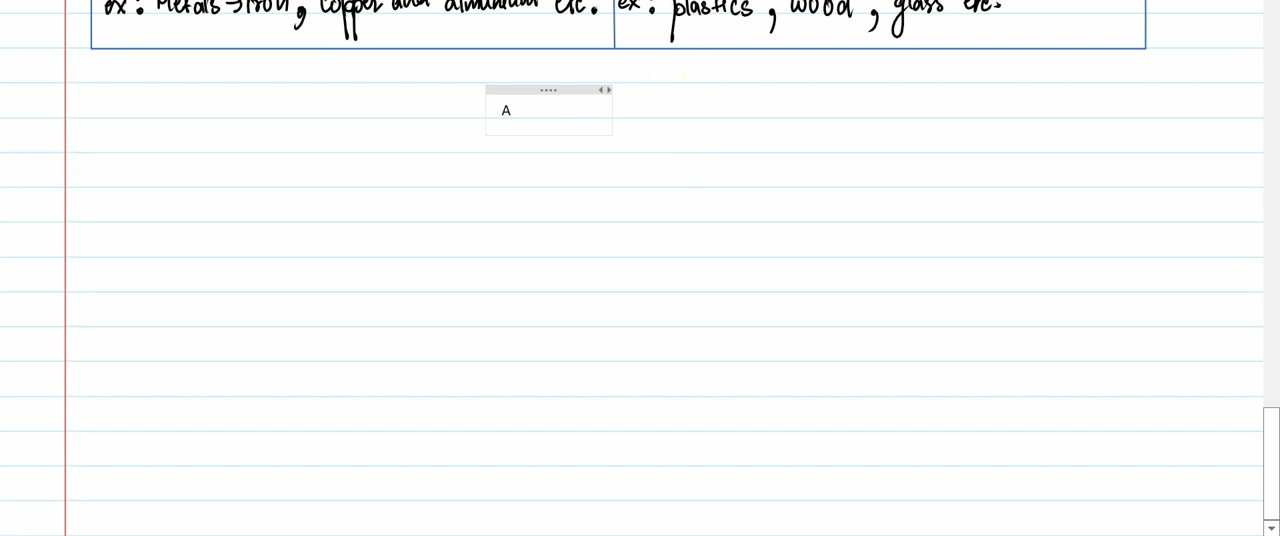 ex: Metals → iron, copper and aluminium etc.
ex: plastics, wood, glass etc.
A